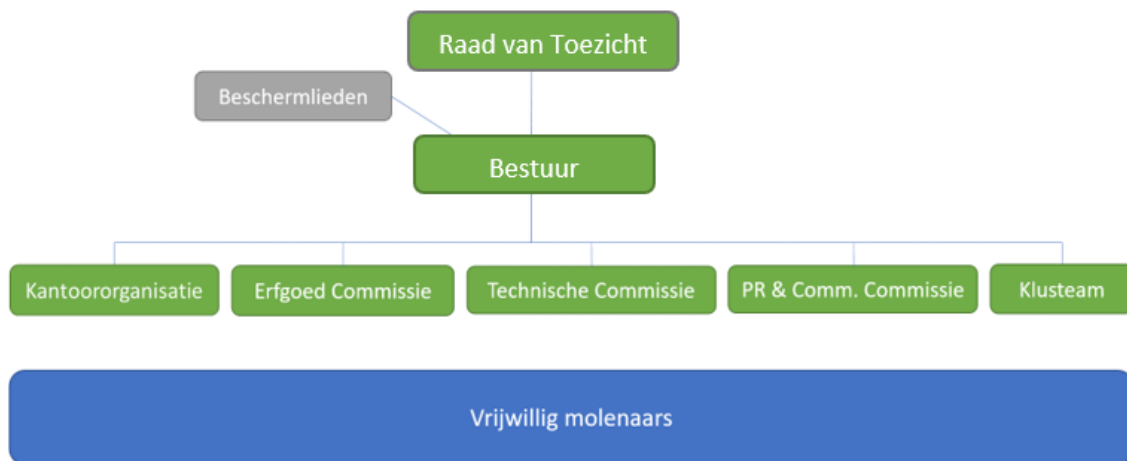 Raad van Toezicht
Beschermlieden
Bestuur
Kantoororganisatie
Erfgoed Commissie
Technische Commissie
PR & Comm. Commissie
Klusteam
Vrijwillig molenaars